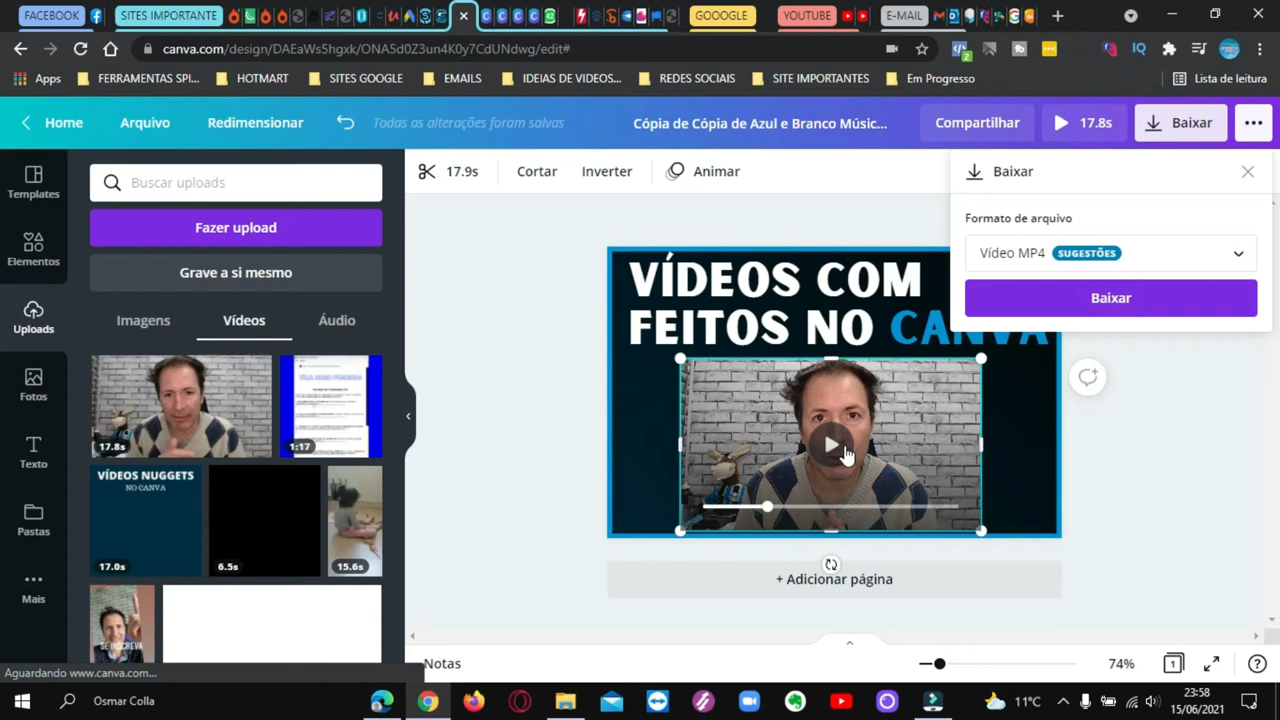 FACEBOOK
SITES IMPORTANTE
GOOOGLE
YOUTUBE
E-MAIL
canva.com/design/DAEaWs5hgxk/ONA5d0Z3un4K0y7CdUNdwg/edit#
Apps
FERRAMENTAS SPI...
HOTMART
SITES GOOGLE
EMAILS
IDEIAS DE VIDEOS...
REDES SOCIAIS
SITE IMPORTANTES
Em Progresso
Lista de leitura
Home
Arquivo
Redimensionar
Todas as alterações foram salvas
Cópia de Cópia de Azul e Branco Músic...
Compartilhar
17.8s
Baixar
Templates
Elementos
Uploads
Fotos
Texto
Pastas
Mais
Buscar uploads
Fazer upload
Grave a si mesmo
Imagens
Vídeos
Áudio
17.8s
1:17
VÍDEOS NUGGETS
NO CANVA
17.0s
6.5s
15.6s
SE INSCREVA
17.9s
Cortar
Inverter
Animar
Baixar
Formato de arquivo
Vídeo MP4 SUGESTÕES
Baixar
VÍDEOS COM
FEITOS NO CANVA
+ Adicionar página
Aguardando www.canva.com...
Notas
74%
1
Osmar Colla
11°C
23:58
15/06/2021